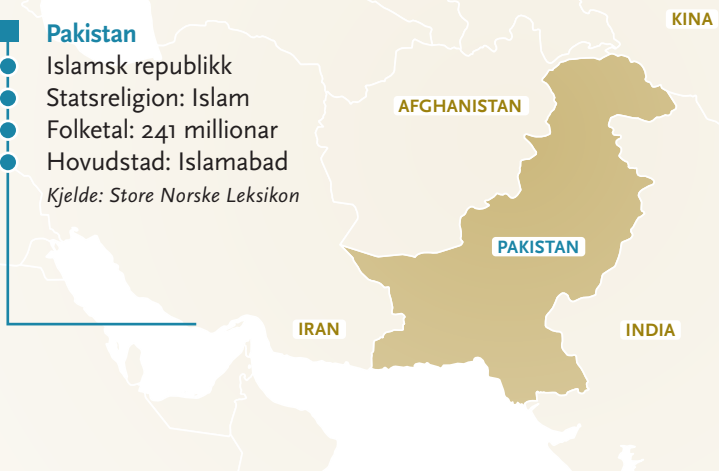 Pakistan
Islamsk republikk
Statsreligion: Islam
Folketal: 241 millionar
Hovudstad: Islamabad
Kjelde: Store Norske Leksikon
KINA
AFGHANISTAN
PAKISTAN
IRAN
INDIA